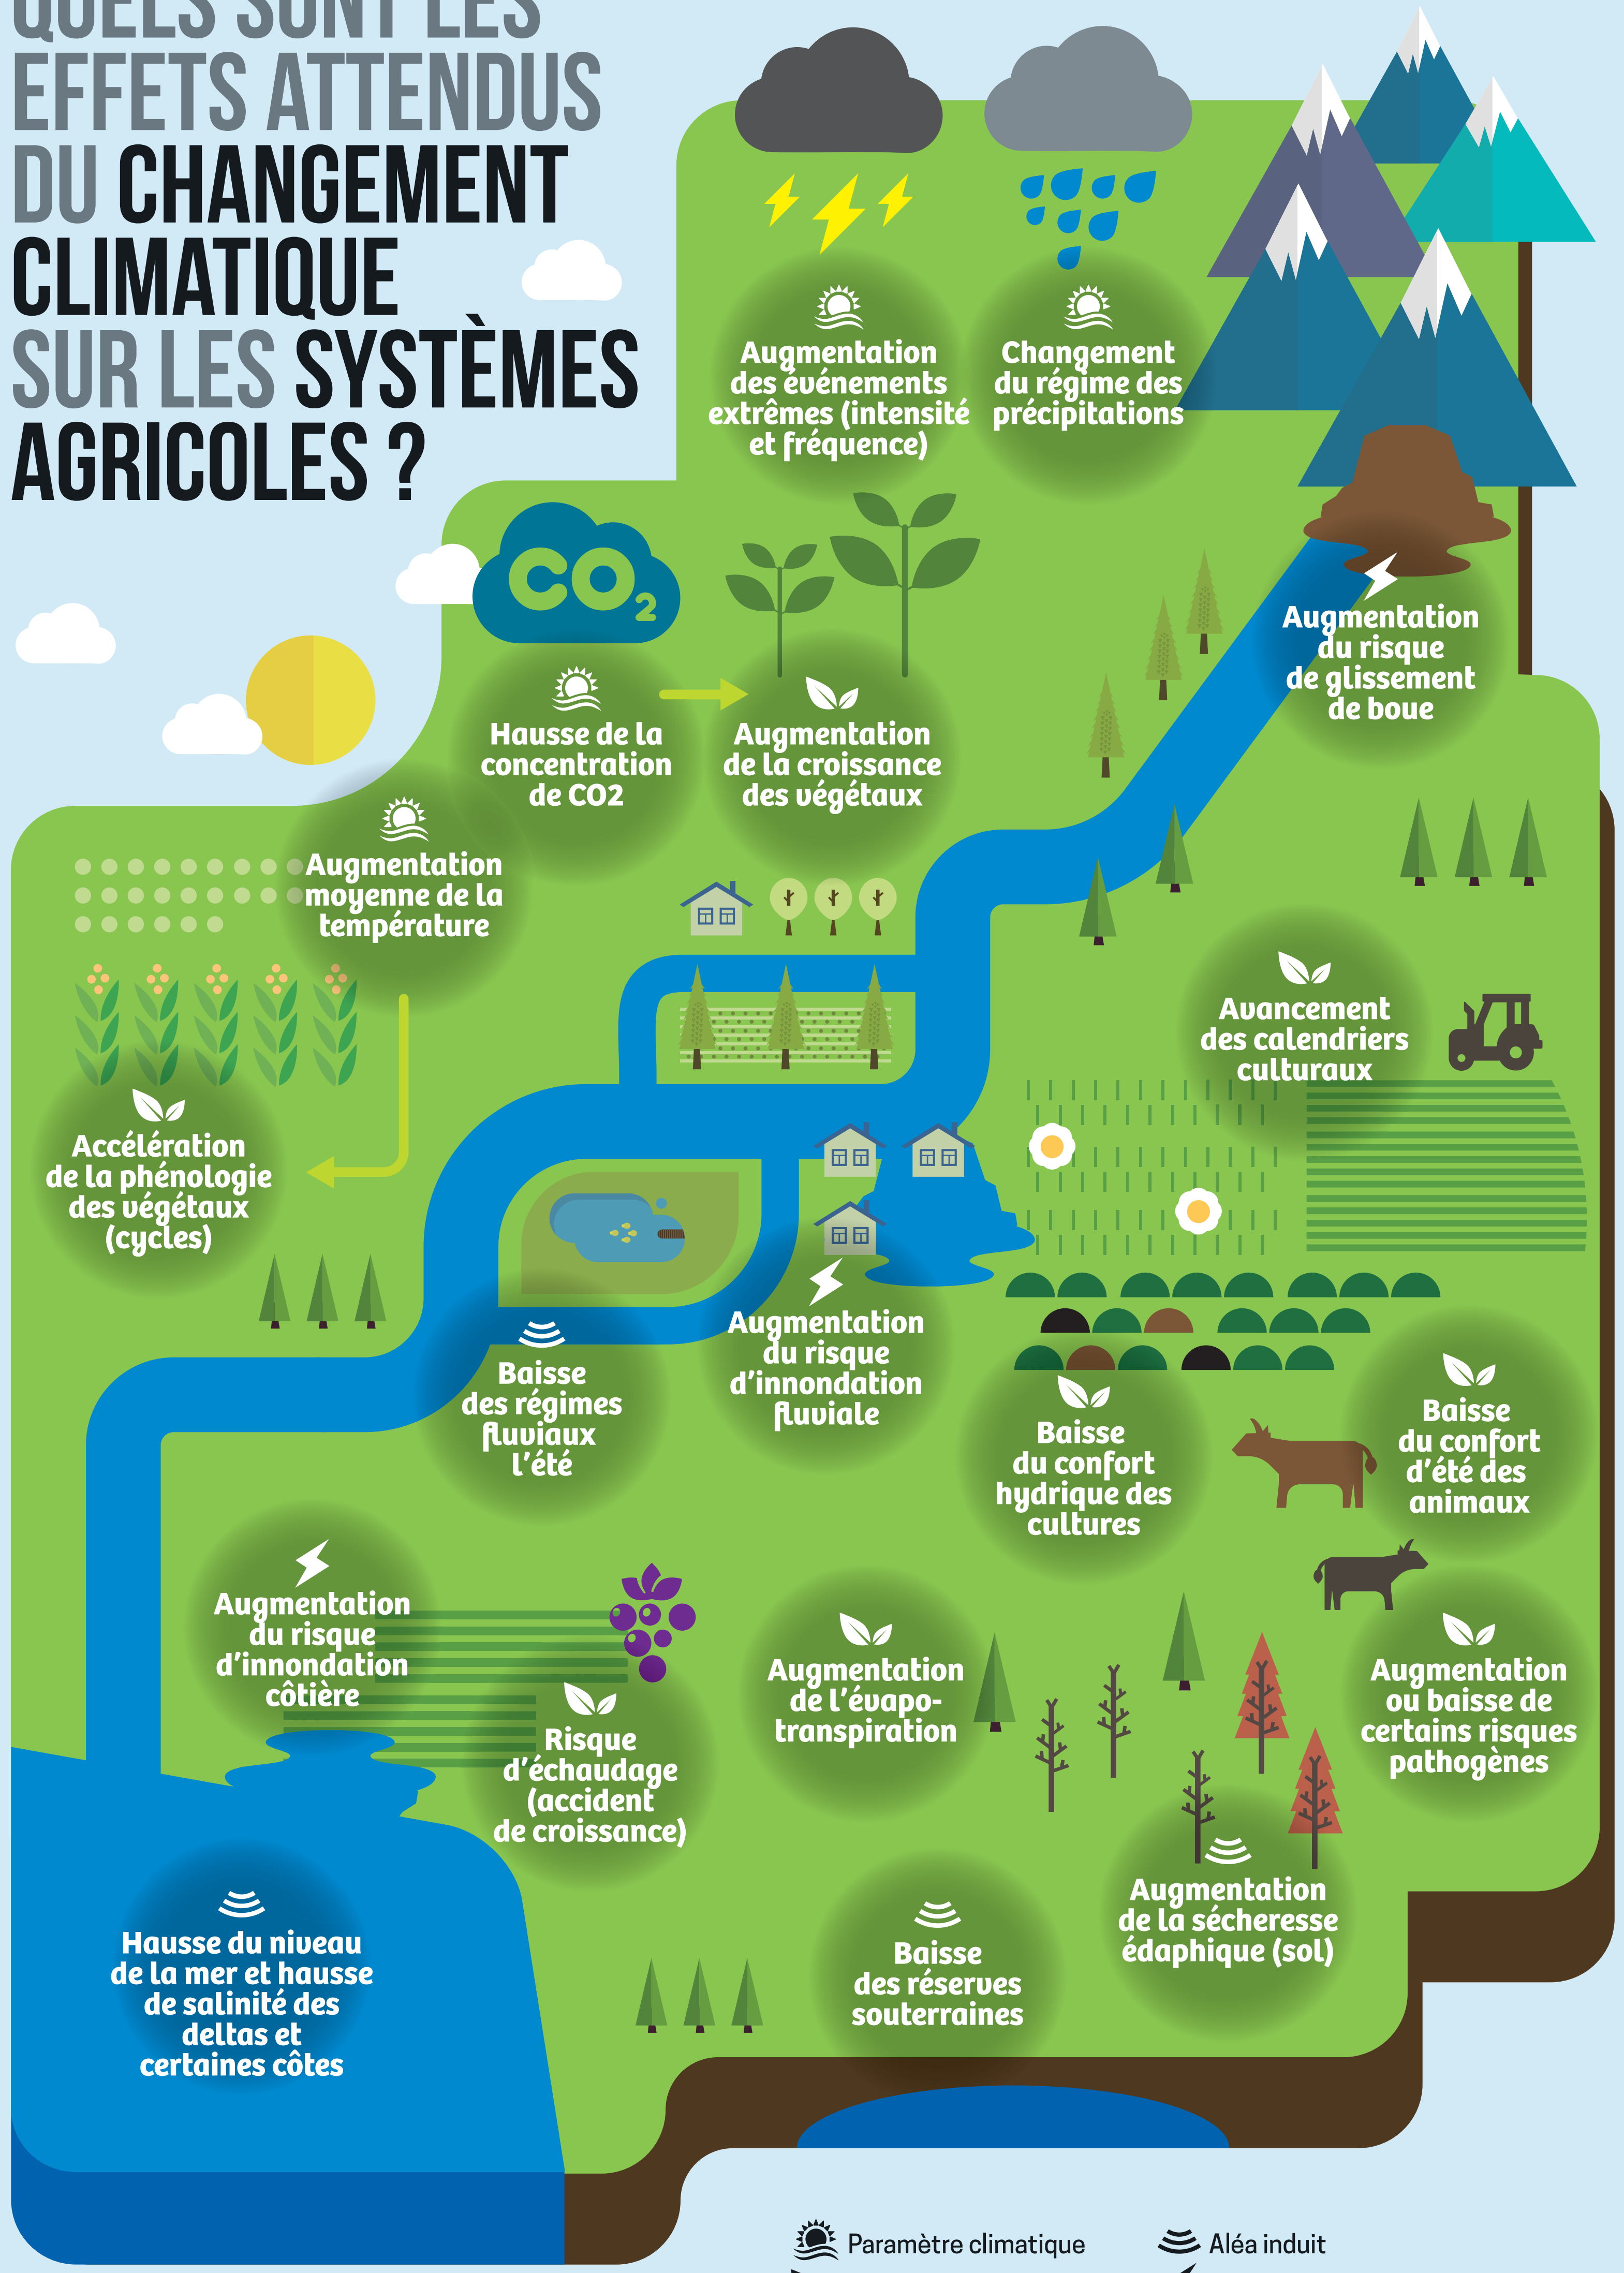 QUELS SONT LES
EFFETS ATTENDUS
DU CHANGEMENT
CLIMATIQUE
SUR LES SYSTÈMES
AGRICOLES ?
Augmentation
des événements
extrêmes (intensité
et fréquence)
Changement
du régime des
précipitations
CO2
Augmentation
du risque
de glissement
de boue
Hausse de la
concentration
de CO2
Augmentation
de la croissance
des végétaux
Augmentation
moyenne de la
température
Avancement
des calendriers
culturaux
Accélération
de la phénologie
des végétaux
(cycles)
Baisse
des régimes
fluviaux
l'été
Augmentation
du risque
d'innondation
fluviale
Baisse
du confort
hydrique des
cultures
Baisse
du confort
d'été des
animaux
Augmentation
du risque
d'innondation
côtière
Risque
d'échaudage
(accident
de croissance)
Augmentation
de l'évapo-
transpiration
Augmentation
ou baisse de
certains risques
pathogènes
Augmentation
de la sécheresse
édaphique (sol)
Hausse du niveau
de la mer et hausse
de salinité des
deltas et
certaines côtes
Baisse
des réserves
souterraines
Paramètre climatique
Aléa induit